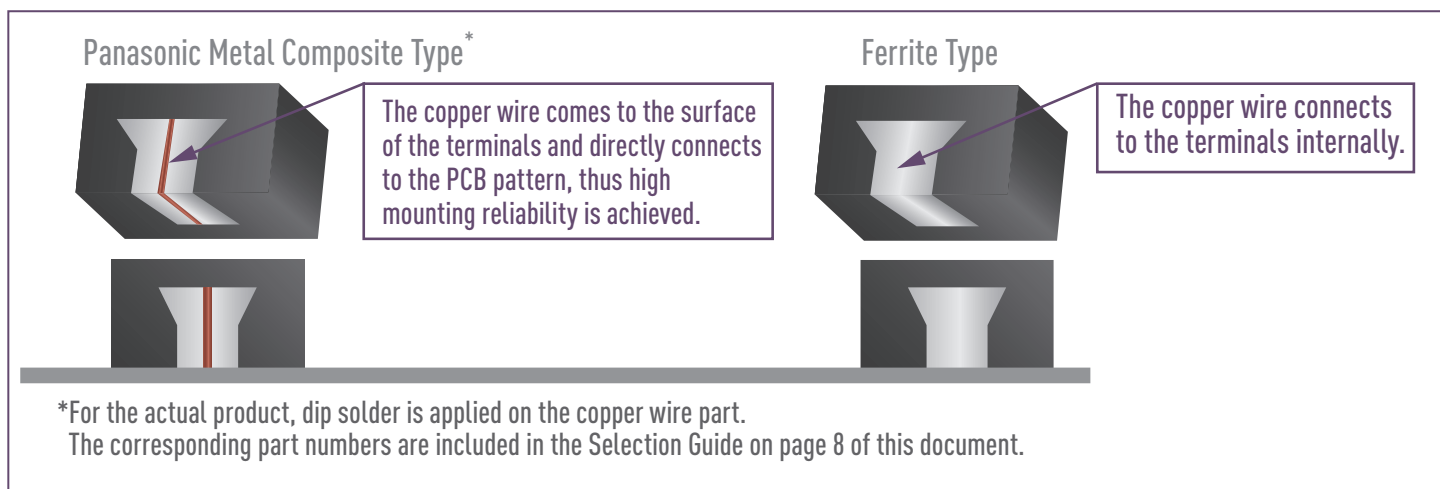 Panasonic Metal Composite Type*
Ferrite Type
The copper wire comes to the surface
of the terminals and directly connects
to the PCB pattern, thus high
mounting reliability is achieved.
The copper wire connects
to the terminals internally.
*For the actual product, dip solder is applied on the copper wire part.
The corresponding part numbers are included in the Selection Guide on page 8 of this document.